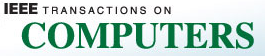 IEEE TRANSACTIONS ON
COMPUTERS